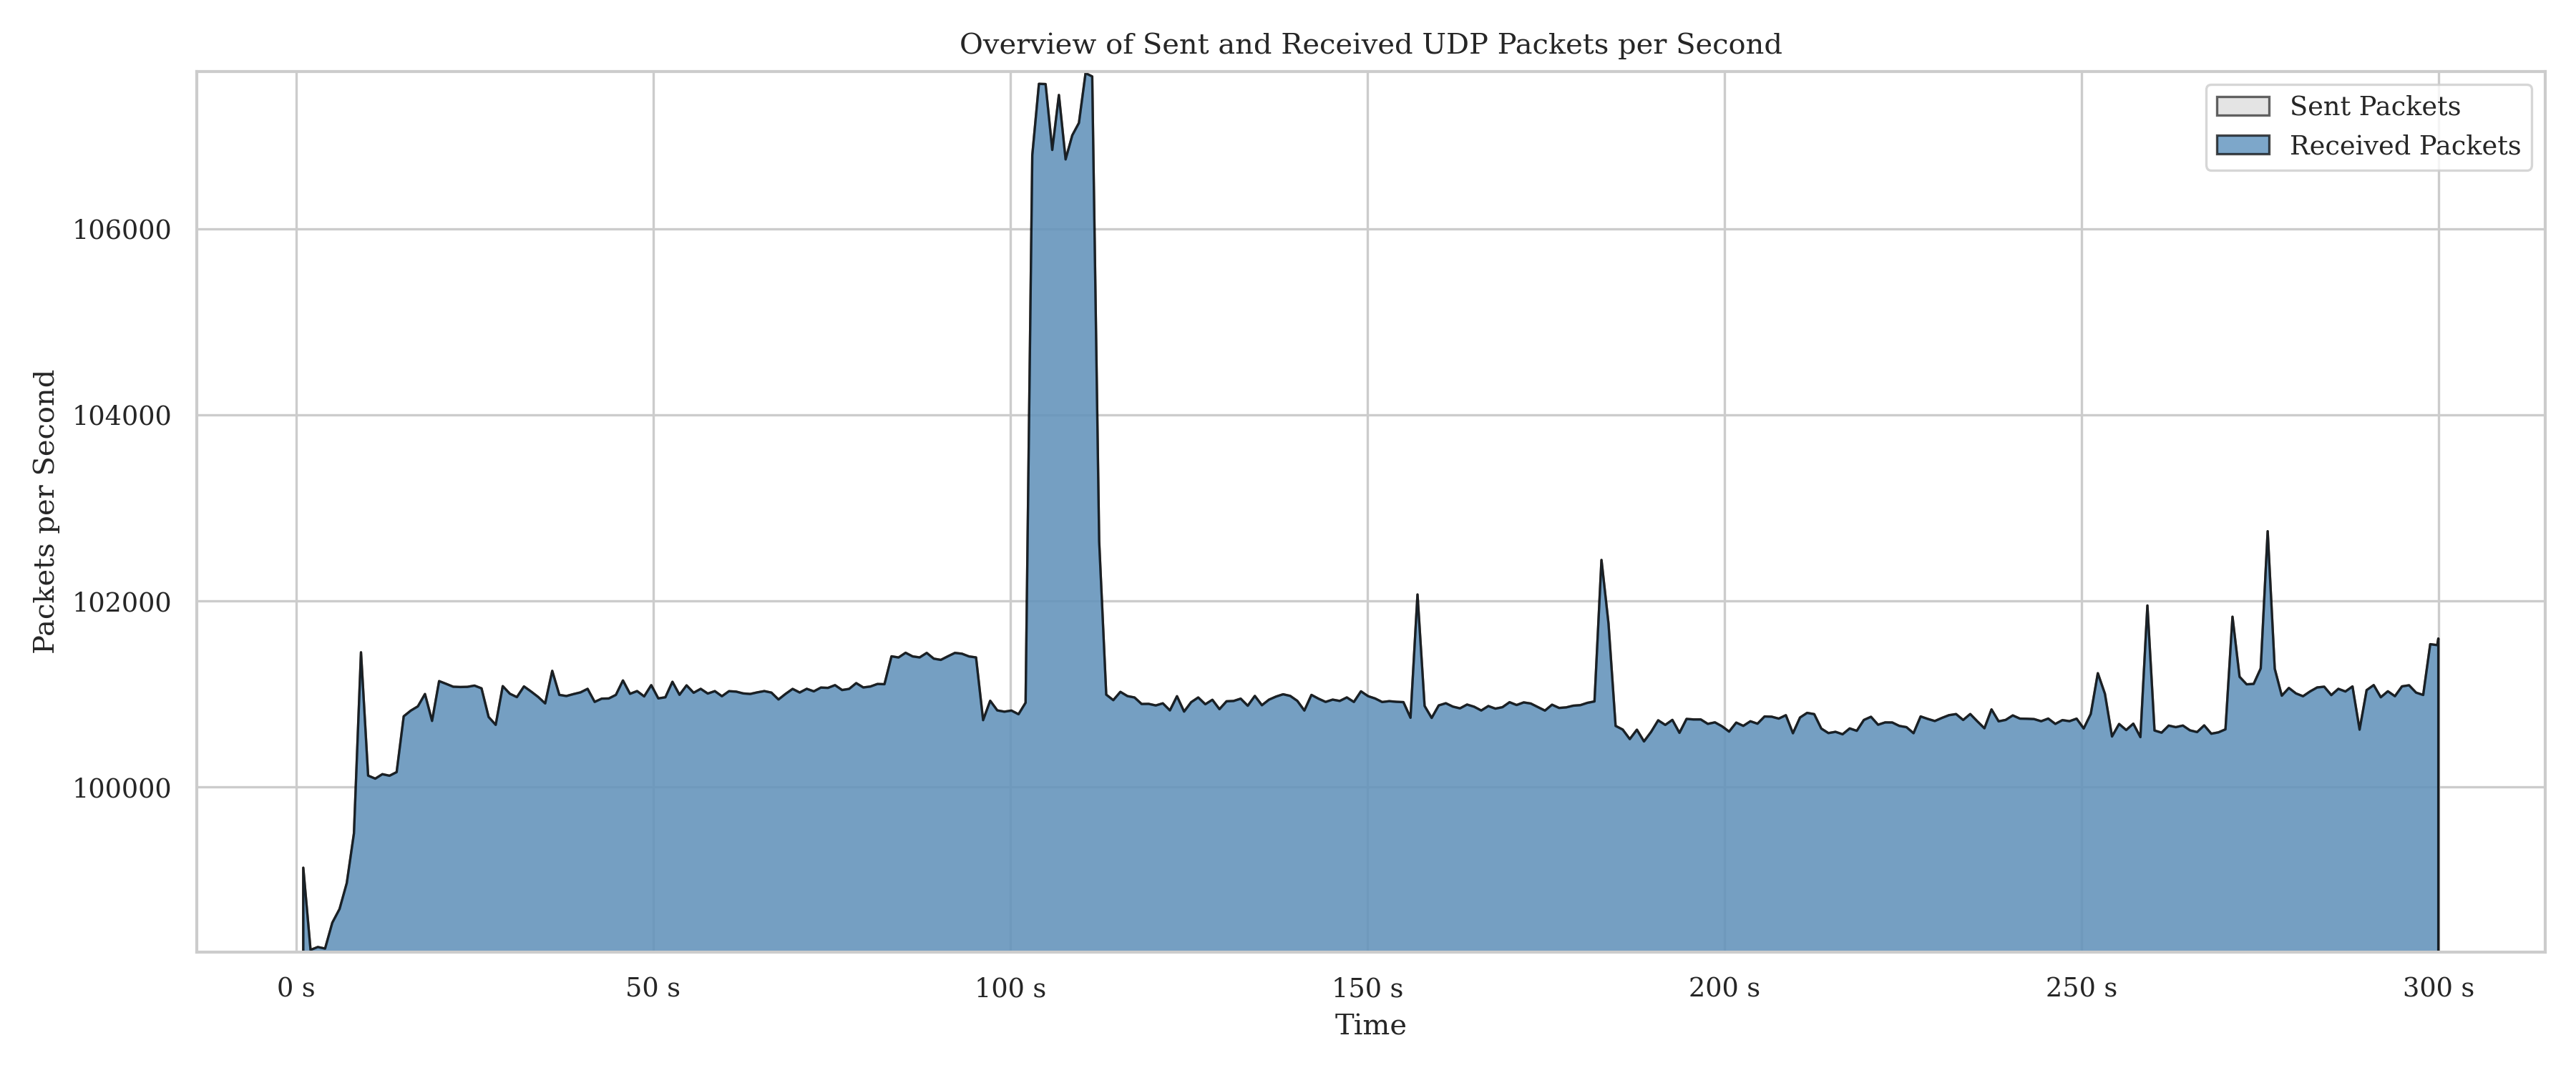 Overview of Sent and Received UDP Packets per Second
Sent Packets
Received Packets
Packets per Second
106000
104000
102000
100000
0 s
50 s
100 s
150 s
200 s
250 s
300 s
Time